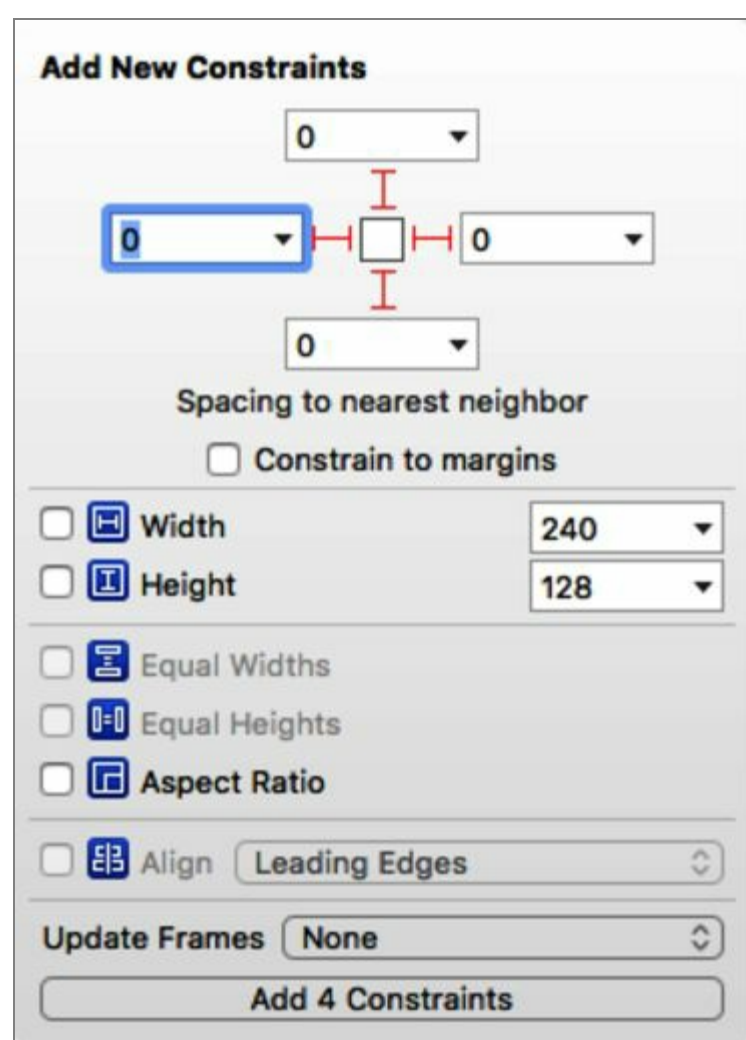 Add New Constraints
0
0 0
0
Spacing to nearest neighbor
Constrain to margins
Width 240
Height 128
Equal Widths
Equal Heights
Aspect Ratio
Align Leading Edges
Update Frames None
Add 4 Constraints